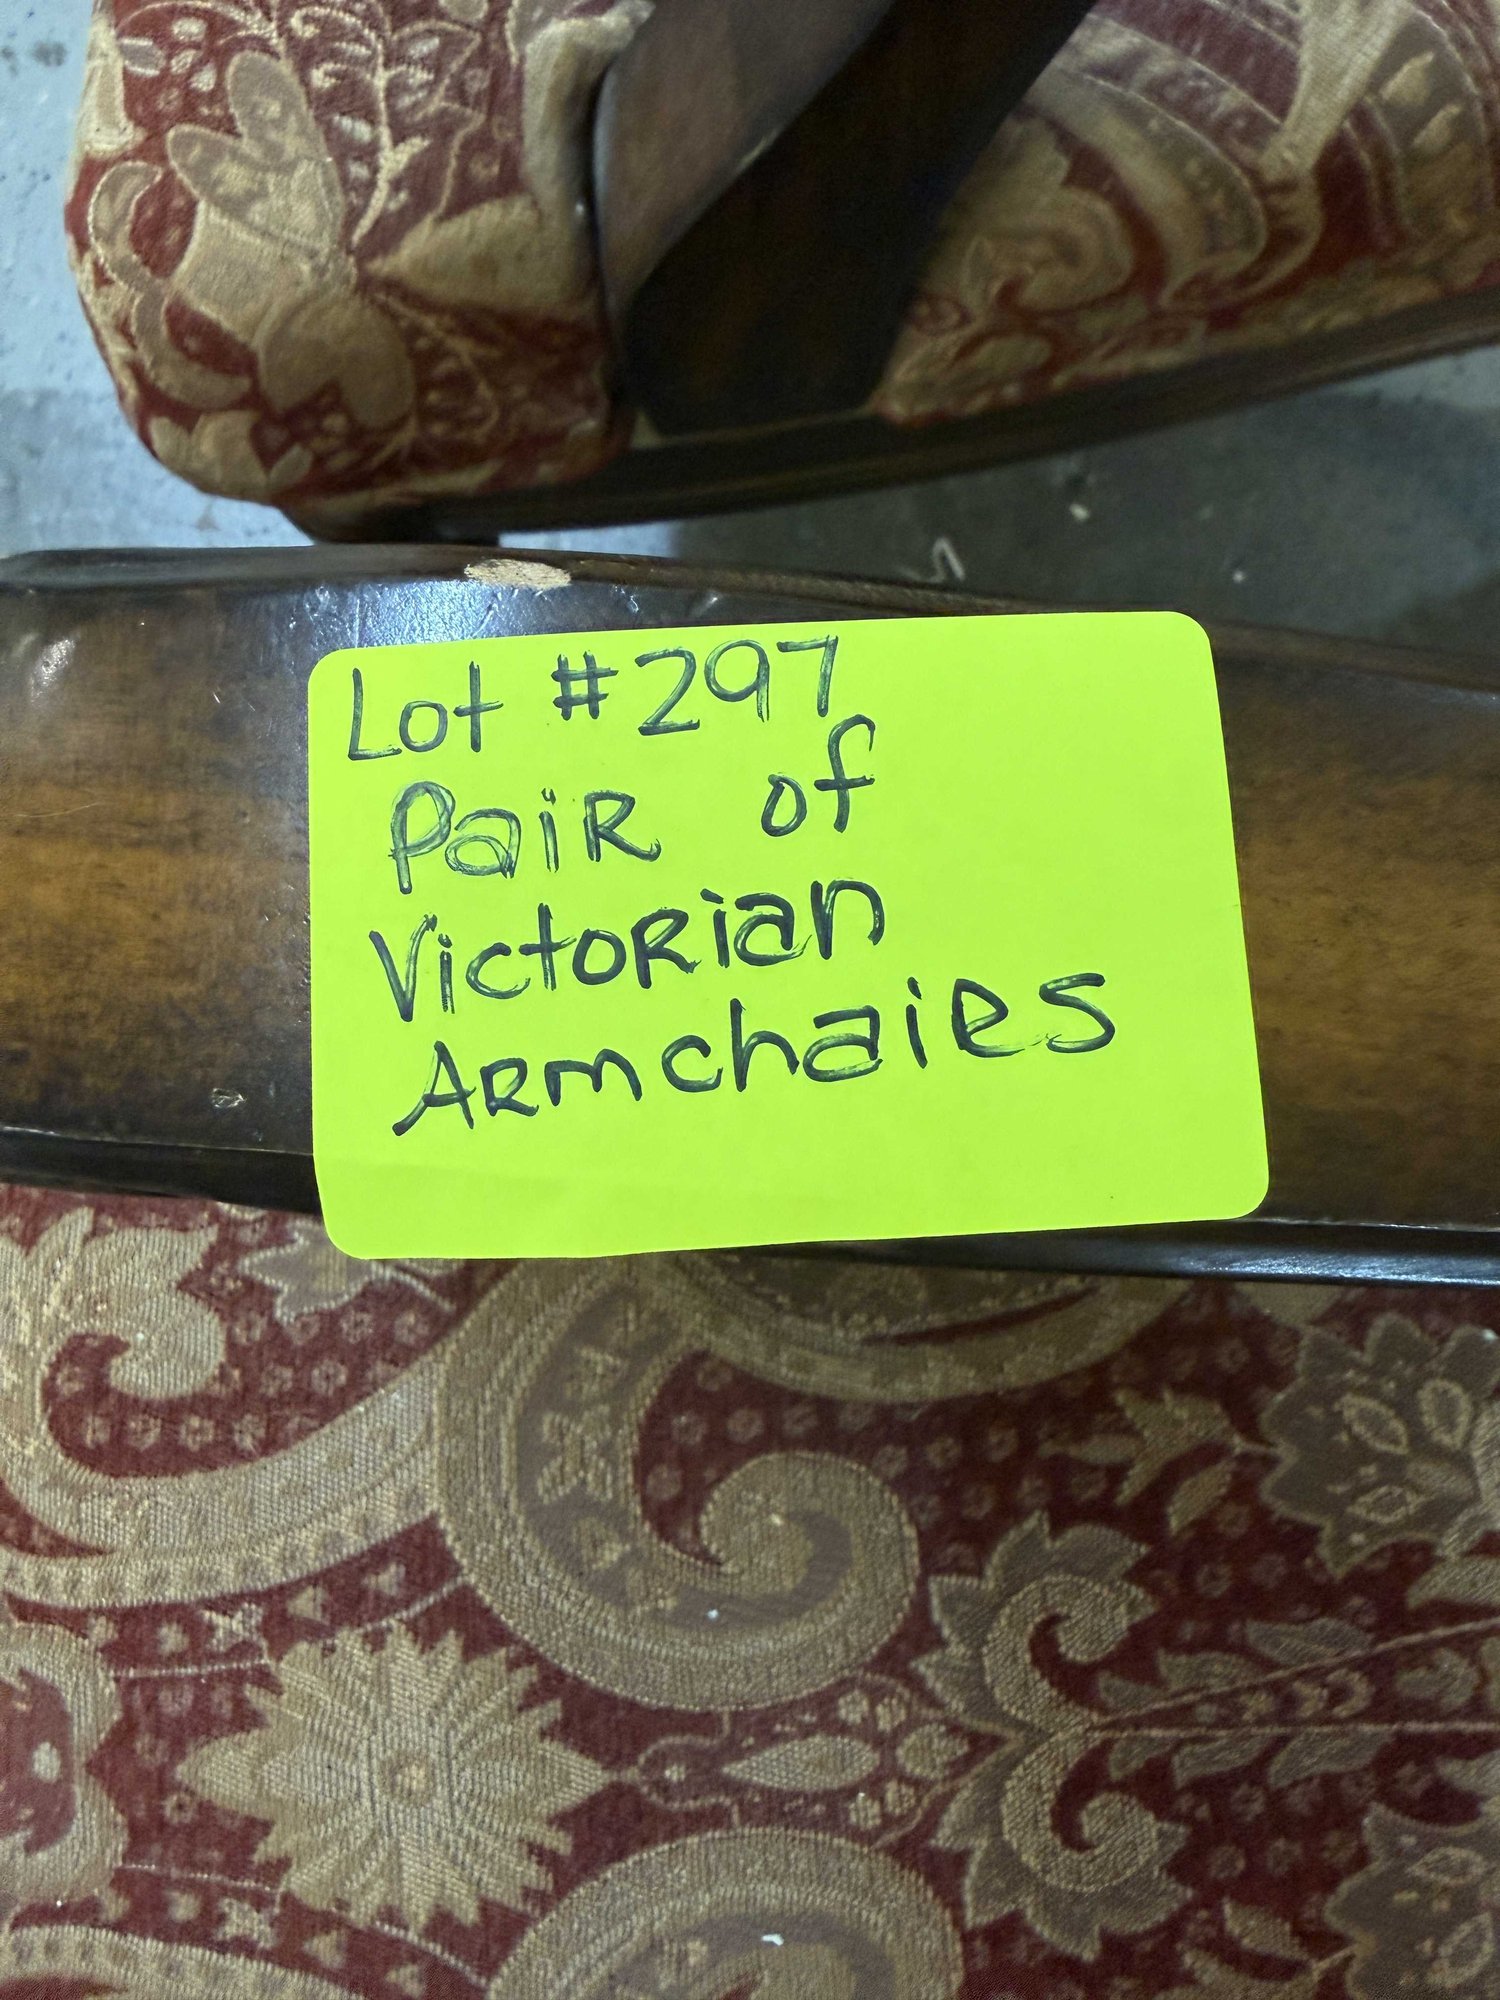 Lot #297
Pair of
Victorian
Armchaies